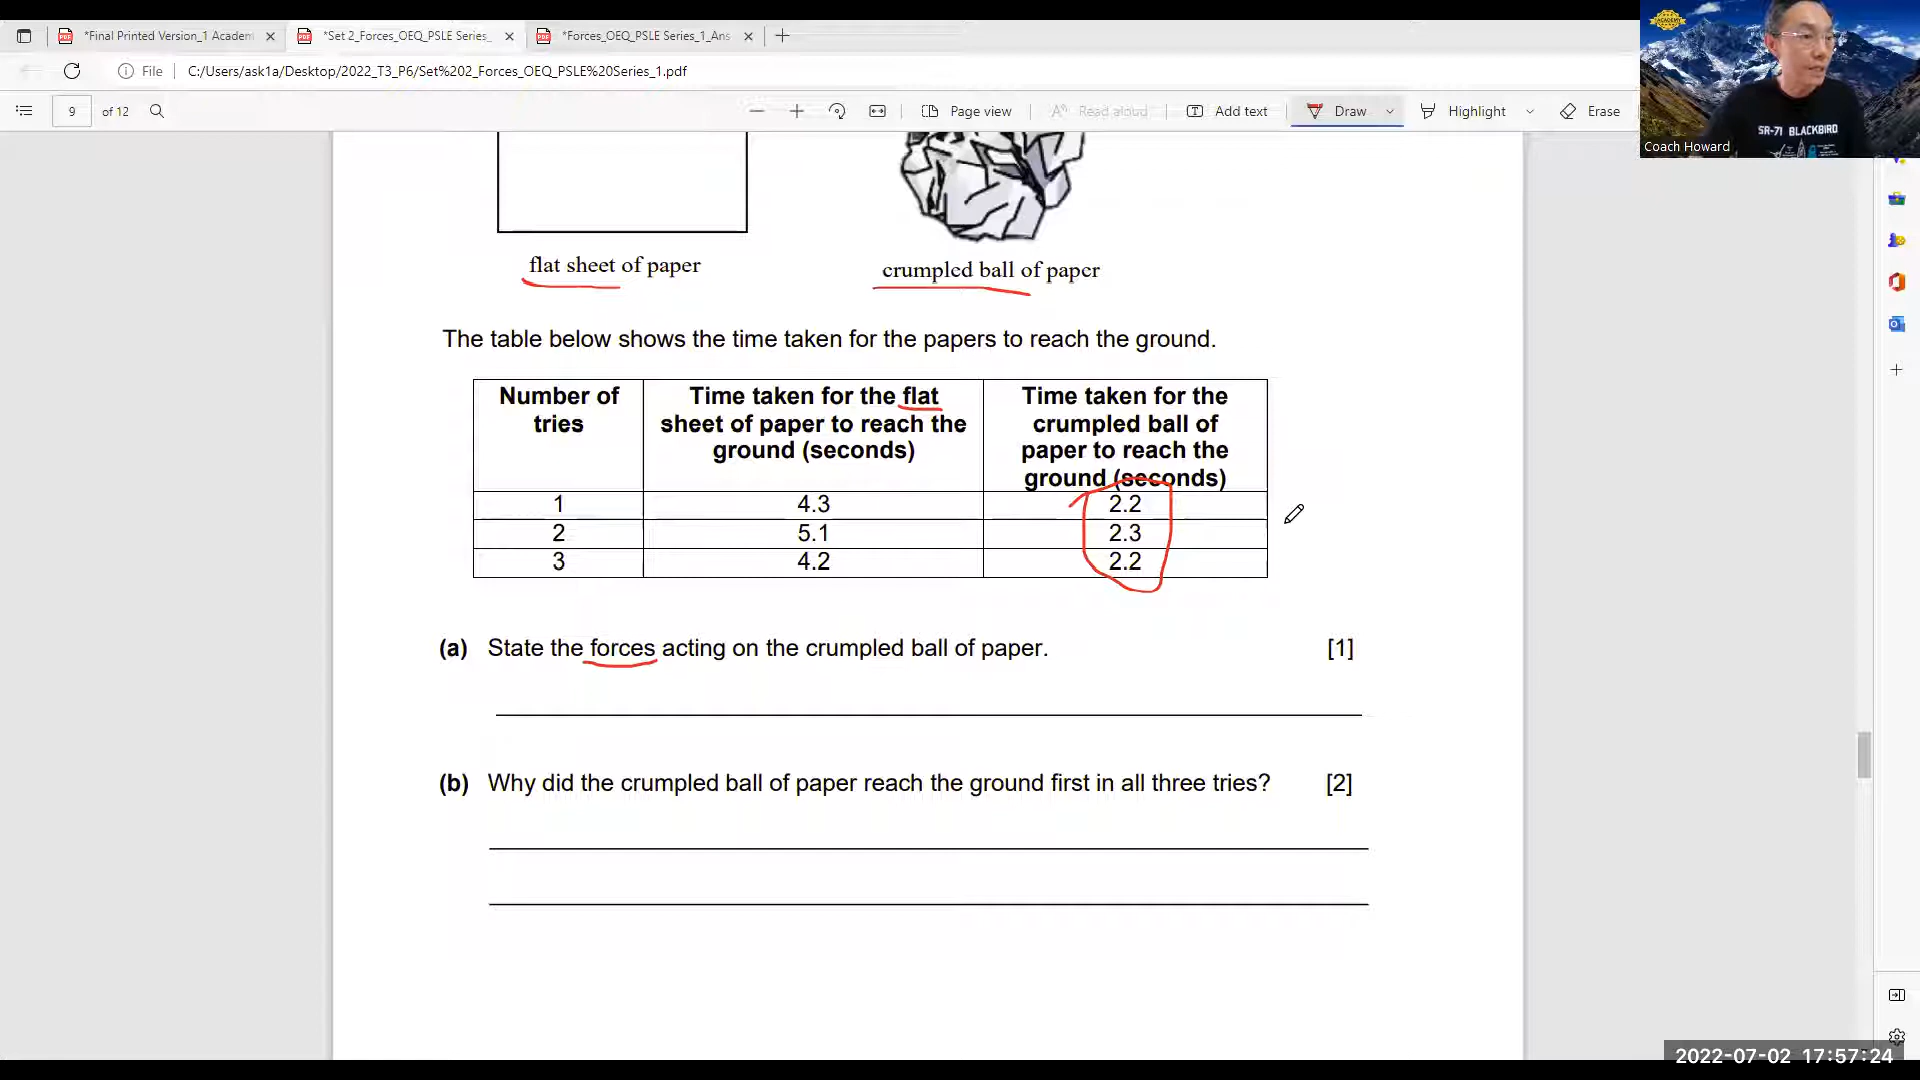 *Final Printed Version_1 Academ
*Set 2_Forces_OEQ_PSLE Series_
*Forces_OEQ_PSLE Series_1_Ans
File
C:/Users/ask1a/Desktop/2022_T3_P6/Set%202_Forces_OEQ_PSLE%20Series_1.pdf
9 of 12
Page view
Read aloud
Add text
Draw
Highlight
Erase
ACADEMY
SR-71 BLACKBIRD
Coach Howard
flat sheet of paper
crumpled ball of paper
The table below shows the time taken for the papers to reach the ground.
Number of
tries
Time taken for the flat
sheet of paper to reach the
ground (seconds)
Time taken for the
crumpled ball of
paper to reach the
ground (seconds)
1 4.3 2.2
2 5.1 2.3
3 4.2 2.2
(a) State the forces acting on the crumpled ball of paper. [1]
(b) Why did the crumpled ball of paper reach the ground first in all three tries? [2]
2022-07-02 17:57:24